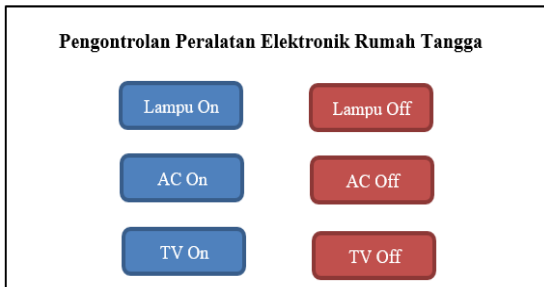 Pengontrolan Peralatan Elektronik Rumah Tangga
Lampu On Lampu Off
AC On AC Off
TV On TV Off